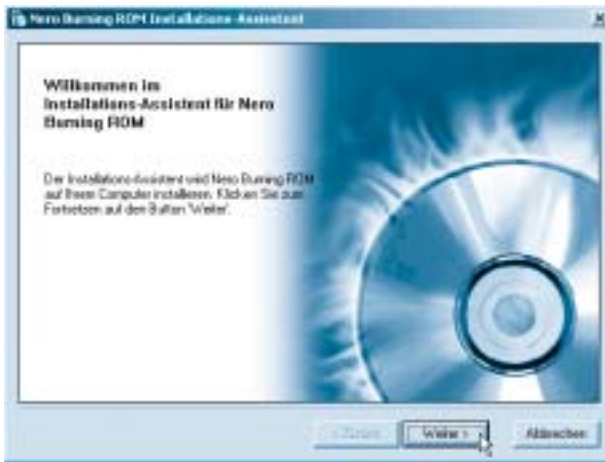 Nero Burning ROM Installations-Assistent
Willkommen im
Installations-Assistent für Nero
Burning ROM
Der Installations-Assistent wird Nero Burning ROM
auf Ihrem Computer installieren. Klicken Sie zum
Fortsetzen auf den Button 'Weiter'.
< Zurück
Weiter >
Abbrechen